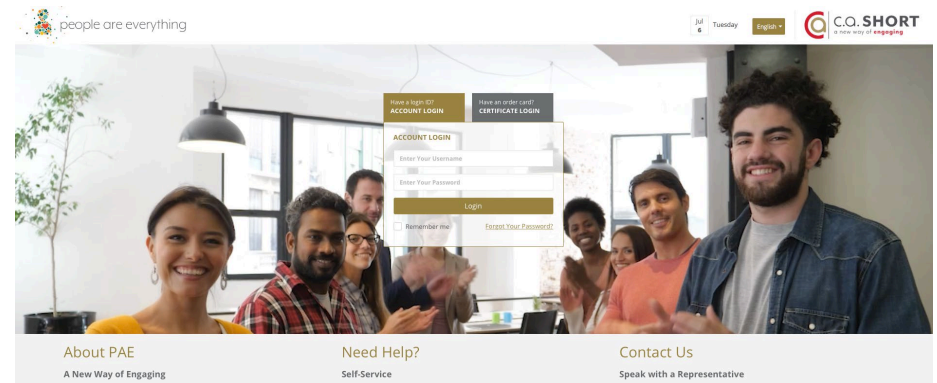 people are everything
Jul
6
Tuesday
English
c.a. SHORT
a new way of engaging
Have a login ID?
ACCOUNT LOGIN
Have an order card?
CERTIFICATE LOGIN
ACCOUNT LOGIN
Enter Your Username
Enter Your Password
Login
Remember me
Forgot Your Password?
About PAE
A New Way of Engaging
Need Help?
Self-Service
Contact Us
Speak with a Representative